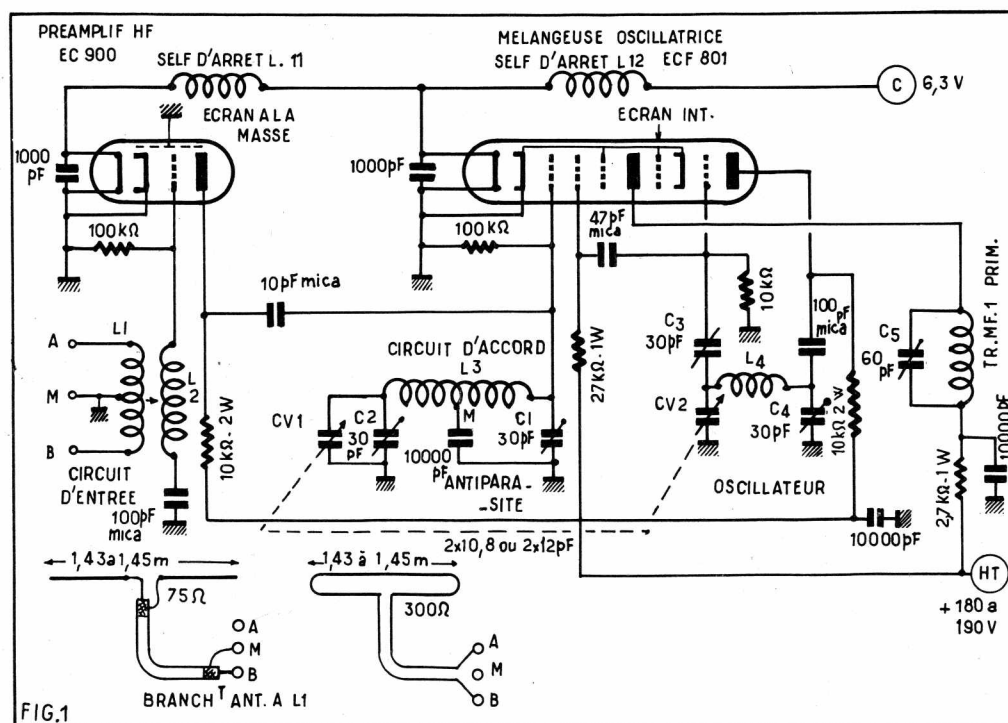 PREAMPLIF HF
EC 900
SELF D'ARRET L. 11
MELANGEUSE OSCILLATRICE
SELF D'ARRET L12 ECF 801
C 6,3 V
ECRAN A LA
MASSE
ECRAN INT.
1000
pF
1000pF
100kΩ
100kΩ
47pF
mica
10pF mica
10kΩ
100pF
mica
TR.MF.1 PRIM.
A
L1
M
B
L2
CIRCUIT
D'ENTREE
100pF
mica
10kΩ-2W
CIRCUIT D'ACCORD
L3
CV1
C2
30
pF
M
10000
pF
C1
30pF
ANTIPARA-
-SITE
27kΩ-1W
C3
30pF
L4
CV2
C4
30pF
10kΩ 2 w
OSCILLATEUR
C5
60
pF
10000pF
2,7kΩ-1W
10000pF
2x10,8 ou 2x12pF
HT
+180 a
190V
1,43 a 1,45m
75Ω
A
M
B
BRANCHT ANT. A L1
1,43 à 1,45m
300Ω
A
M
B
FIG.1